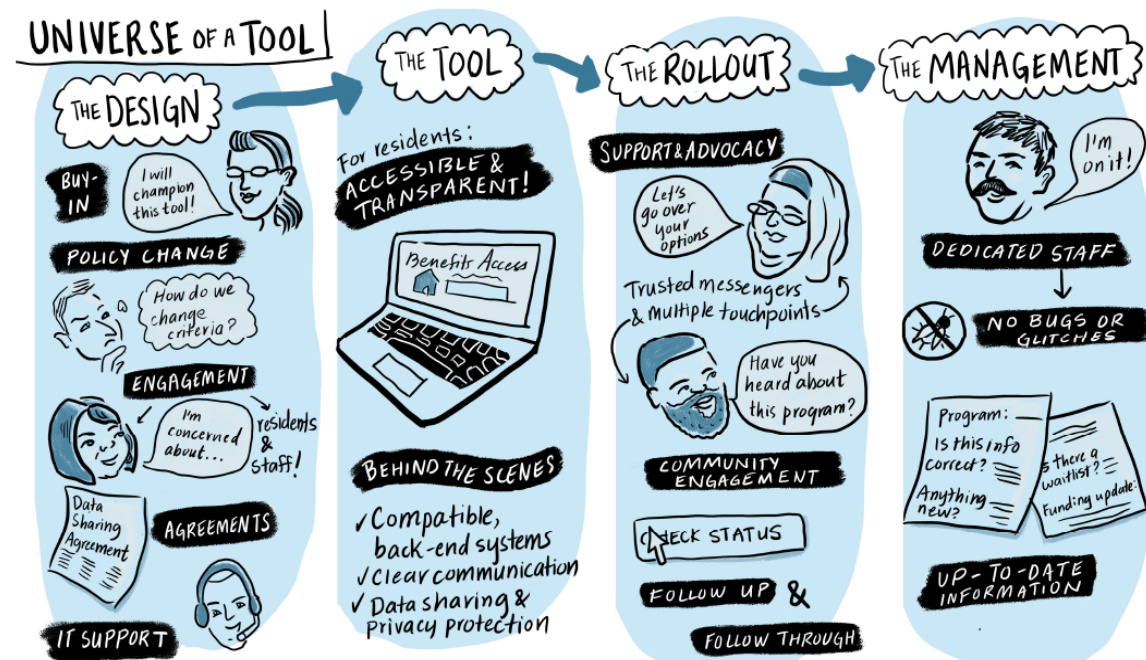 UNIVERSE OF A TOOL
THE DESIGN
BUY-
IN
I will
champion
this tool!
POLICY CHANGE
How do we
change
criteria?
ENGAGEMENT
I'm
concerned
about...
residents
&
staff!
Data
Sharing
Agreement
AGREEMENTS
IT SUPPORT
THE TOOL
For residents:
ACCESSIBLE &
TRANSPARENT!
Benefits Access
BEHIND THE SCENES
✓ Compatible,
back-end systems
✓ Clear communication
✓ Data sharing &
privacy protection
THE ROLLOUT
SUPPORT & ADVOCACY
Let's
go over
your
options
Trusted messengers
& multiple touchpoints
Have you
heard about
this program?
COMMUNITY
ENGAGEMENT
CHECK STATUS
FOLLOW UP &
FOLLOW THROUGH
THE MANAGEMENT
I'm
on it!
DEDICATED STAFF
NO BUGS OR
GLITCHES
Program:
Is this info
correct?
Anything
new?
s there a
waitlist?
Funding update:
UP-TO-DATE
INFORMATION